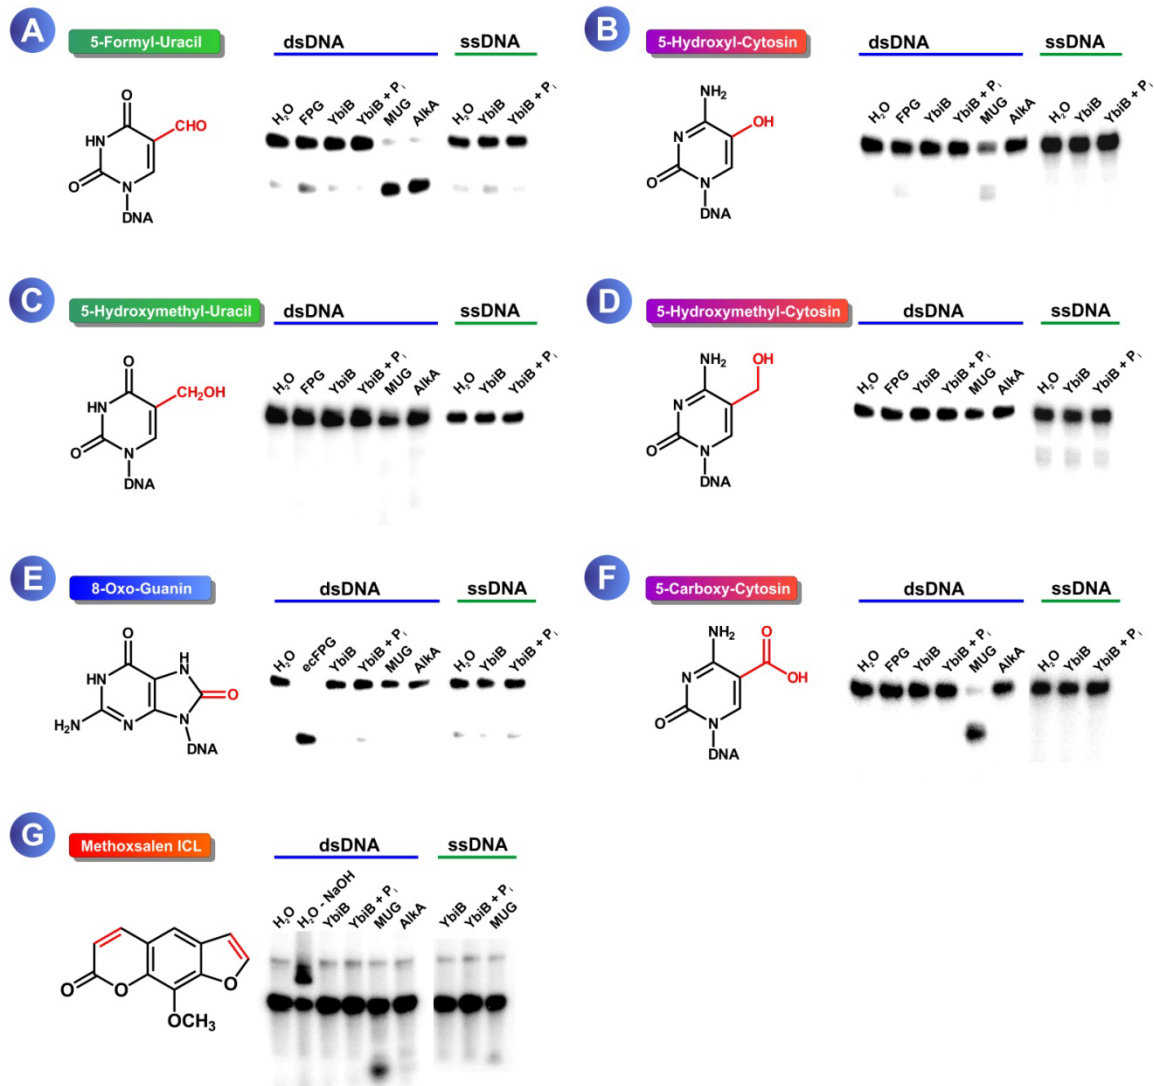 A
5-Formyl-Uracil
dsDNA
ssDNA
H₂O FPG YbiB YbiB + Pᵢ MUG AlkA H₂O YbiB YbiB + Pᵢ
O
CHO
HN
O
N
DNA
B
5-Hydroxyl-Cytosin
dsDNA
ssDNA
H₂O FPG YbiB YbiB + Pᵢ MUG AlkA H₂O YbiB YbiB + Pᵢ
NH₂
OH
N
O
N
DNA
C
5-Hydroxymethyl-Uracil
dsDNA
ssDNA
H₂O FPG YbiB YbiB + Pᵢ MUG AlkA H₂O YbiB YbiB + Pᵢ
O
CH₂OH
HN
O
N
DNA
D
5-Hydroxymethyl-Cytosin
dsDNA
ssDNA
H₂O FPG YbiB YbiB + Pᵢ MUG AlkA H₂O YbiB YbiB + Pᵢ
OH
NH₂
N
O
N
DNA
E
8-Oxo-Guanin
dsDNA
ssDNA
H₂O ecFPG YbiB YbiB + Pᵢ MUG AlkA H₂O YbiB YbiB + Pᵢ
O
H
N
HN
O
H₂N
N
N
DNA
F
5-Carboxy-Cytosin
dsDNA
ssDNA
H₂O FPG YbiB YbiB + Pᵢ MUG AlkA H₂O YbiB YbiB + Pᵢ
NH₂
O
N
OH
O
N
DNA
G
Methoxsalen ICL
dsDNA
ssDNA
H₂O H₂O - NaOH YbiB YbiB + Pᵢ MUG AlkA YbiB YbiB + Pᵢ MUG
O
O
O
OCH₃